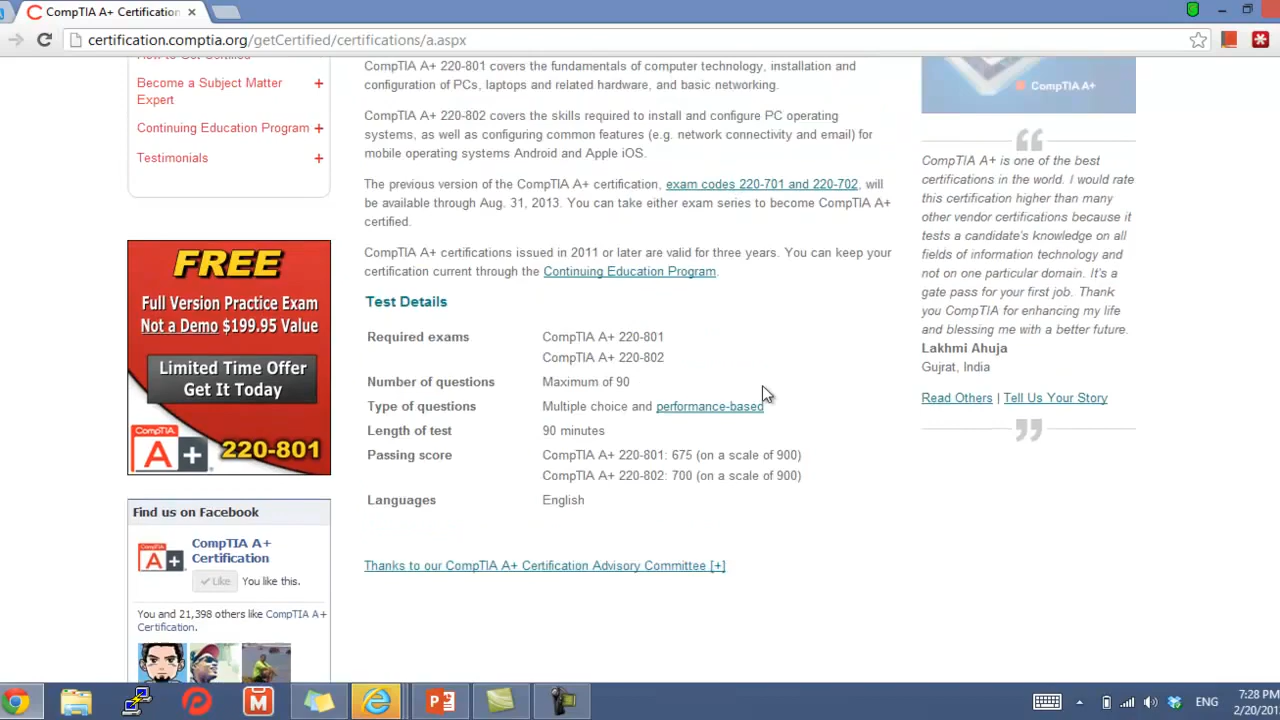 CompTIA A+ Certification
certification.comptia.org/getCertified/certifications/a.aspx
Become a Subject Matter
Expert
Continuing Education Program
Testimonials
FREE
Full Version Practice Exam
Not a Demo $199.95 Value
Limited Time Offer
Get It Today
CompTIA
A+
220-801
Find us on Facebook
CompTIA
A+
CompTIA A+
Certification
Like You like this.
You and 21,398 others like CompTIA A+
Certification.
CompTIA A+ 220-801 covers the fundamentals of computer technology, installation and
configuration of PCs, laptops and related hardware, and basic networking.
CompTIA A+ 220-802 covers the skills required to install and configure PC operating
systems, as well as configuring common features (e.g. network connectivity and email) for
mobile operating systems Android and Apple iOS.
The previous version of the CompTIA A+ certification, exam codes 220-701 and 220-702, will
be available through Aug. 31, 2013. You can take either exam series to become CompTIA A+
certified.
CompTIA A+ certifications issued in 2011 or later are valid for three years. You can keep your
certification current through the Continuing Education Program.
Test Details
Required exams CompTIA A+ 220-801
CompTIA A+ 220-802
Number of questions Maximum of 90
Type of questions Multiple choice and performance-based
Length of test 90 minutes
Passing score CompTIA A+ 220-801: 675 (on a scale of 900)
CompTIA A+ 220-802: 700 (on a scale of 900)
Languages English
Thanks to our CompTIA A+ Certification Advisory Committee [+]
CompTIA A+
CompTIA A+ is one of the best
certifications in the world. I would rate
this certification higher than many
other vendor certifications because it
tests a candidate's knowledge on all
fields of information technology and
not on one particular domain. It's a
gate pass for your first job. Thank
you CompTIA for enhancing my life
and blessing me with a better future.
Lakhmi Ahuja
Gujrat, India
Read Others | Tell Us Your Story
ENG
7:28 PM